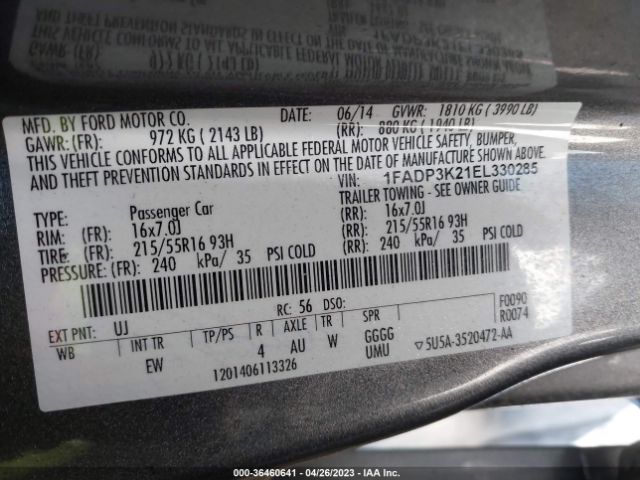 MFD. BY FORD MOTOR CO. DATE: 06/14 GVWR: 1810 KG ( 3990 LB)
GAWR:(FR): 972 KG ( 2143 LB) (RR): 880 KG ( 1940 LB)
THIS VEHICLE CONFORMS TO ALL APPLICABLE FEDERAL MOTOR VEHICLE SAFETY, BUMPER,
AND THEFT PREVENTION STANDARDS IN EFFECT ON THE DATE OF MANUFACTURE SHOWN ABOVE.
VIN: 1FADP3K21EL330285
TYPE: Passenger Car TRAILER TOWING - SEE OWNER GUIDE
RIM: (FR): 16x7.0J (RR): 16x7.0J
TIRE: (FR): 215/55R16 93H (RR): 215/55R16 93H
PRESSURE: (FR): 240 kPa/ 35 PSI COLD (RR): 240 kPa/ 35 PSI COLD
EXT PNT: UJ RC: 56 DSO: F0090
WB INT TR TP/PS R AXLE TR SPR R0074
EW 4 AU W GGGG
UMU ▽5U5A-3520472-AA
1201406113326
000-36460641 / 04/26/2023 / IAA Inc.